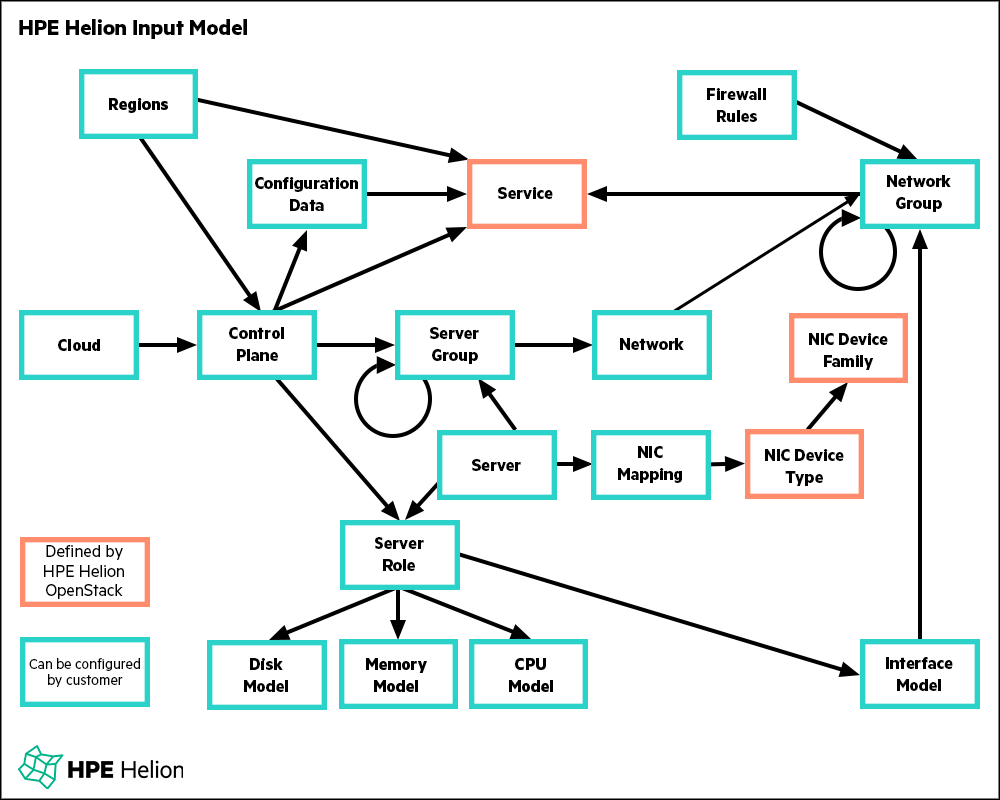 HPE Helion Input Model
Regions
Firewall
Rules
Configuration
Data
Service
Network
Group
Cloud
Control
Plane
Server
Group
Network
NIC Device
Family
Server
NIC
Mapping
NIC Device
Type
Server
Role
Defined by
HPE Helion
OpenStack
Can be configured
by customer
Disk
Model
Memory
Model
CPU
Model
Interface
Model
HPE Helion